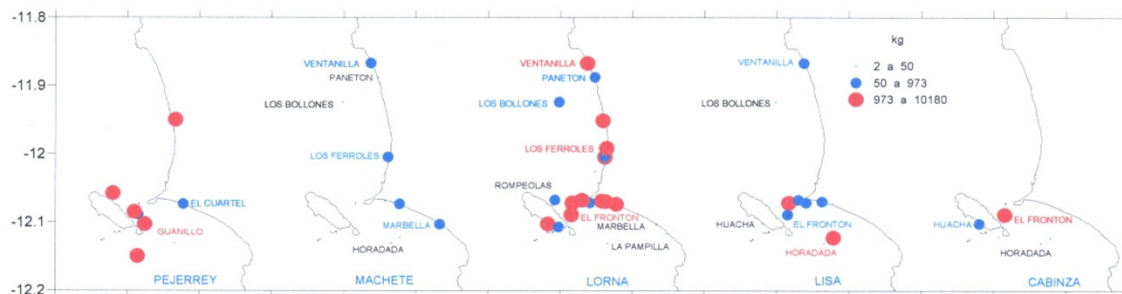 -11.8
-11.9
-12
-12.1
-12.2
EL CUARTEL
GUANILLO
PEJERREY
VENTANILLA
PANETON
LOS BOLLONES
LOS FERROLES
MARBELLA
HORADADA
MACHETE
VENTANILLA
PANETON
LOS BOLLONES
LOS FERROLES
ROMPEOLAS
EL FRONTON
MARBELLA
LA PAMPILLA
LORNA
VENTANILLA
LOS BOLLONES
HUACHA
EL FRONTON
HORADADA
LISA
kg
2 a 50
50 a 973
973 a 10180
EL FRONTON
HUACHA
HORADADA
CABINZA